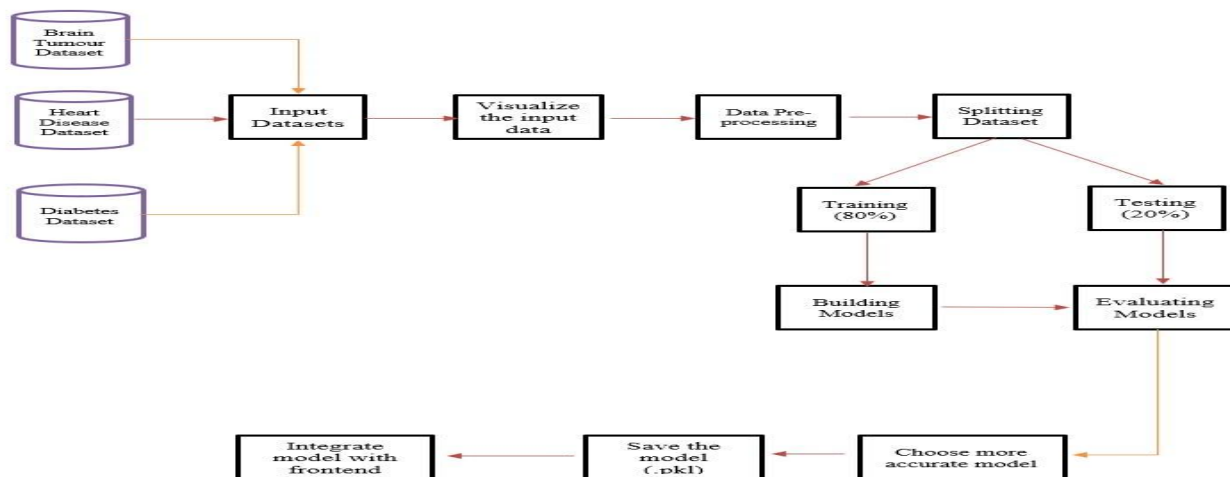 Brain
Tumour
Dataset
Heart
Disease
Dataset
Diabetes
Dataset
Input
Datasets
Visualize
the input
data
Data Pre-
processing
Splitting
Dataset
Training
(80%)
Testing
(20%)
Building
Models
Evaluating
Models
Choose more
accurate model
Save the
model
(.pkl)
Integrate
model with
frontend